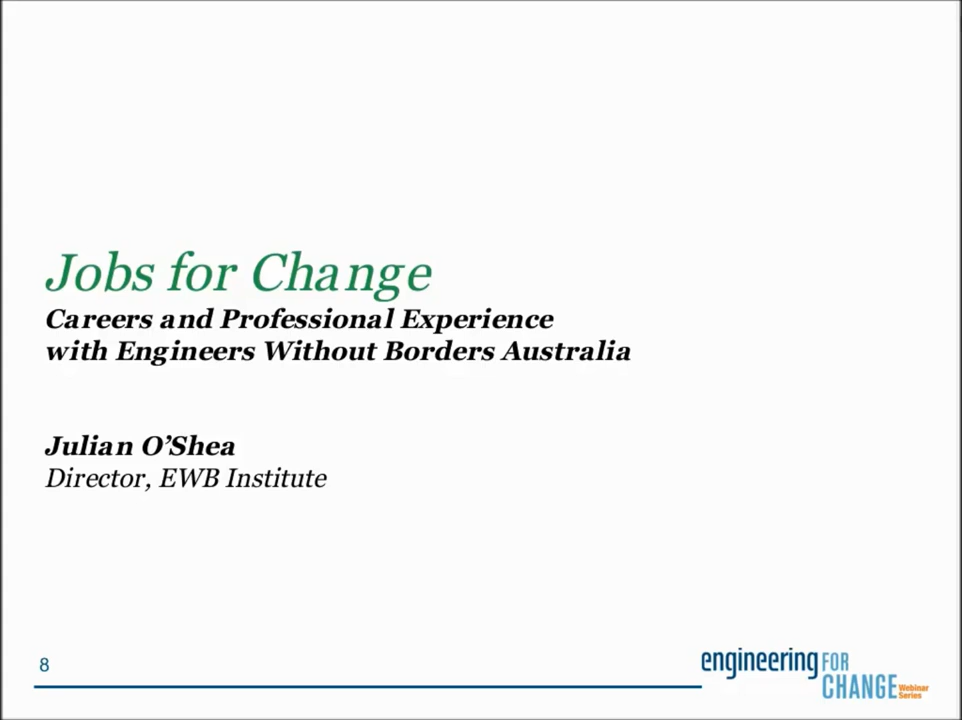 Jobs for Change
Careers and Professional Experience
with Engineers Without Borders Australia
Julian O’Shea
Director, EWB Institute
8
engineering FOR
CHANGE Webinar
Series